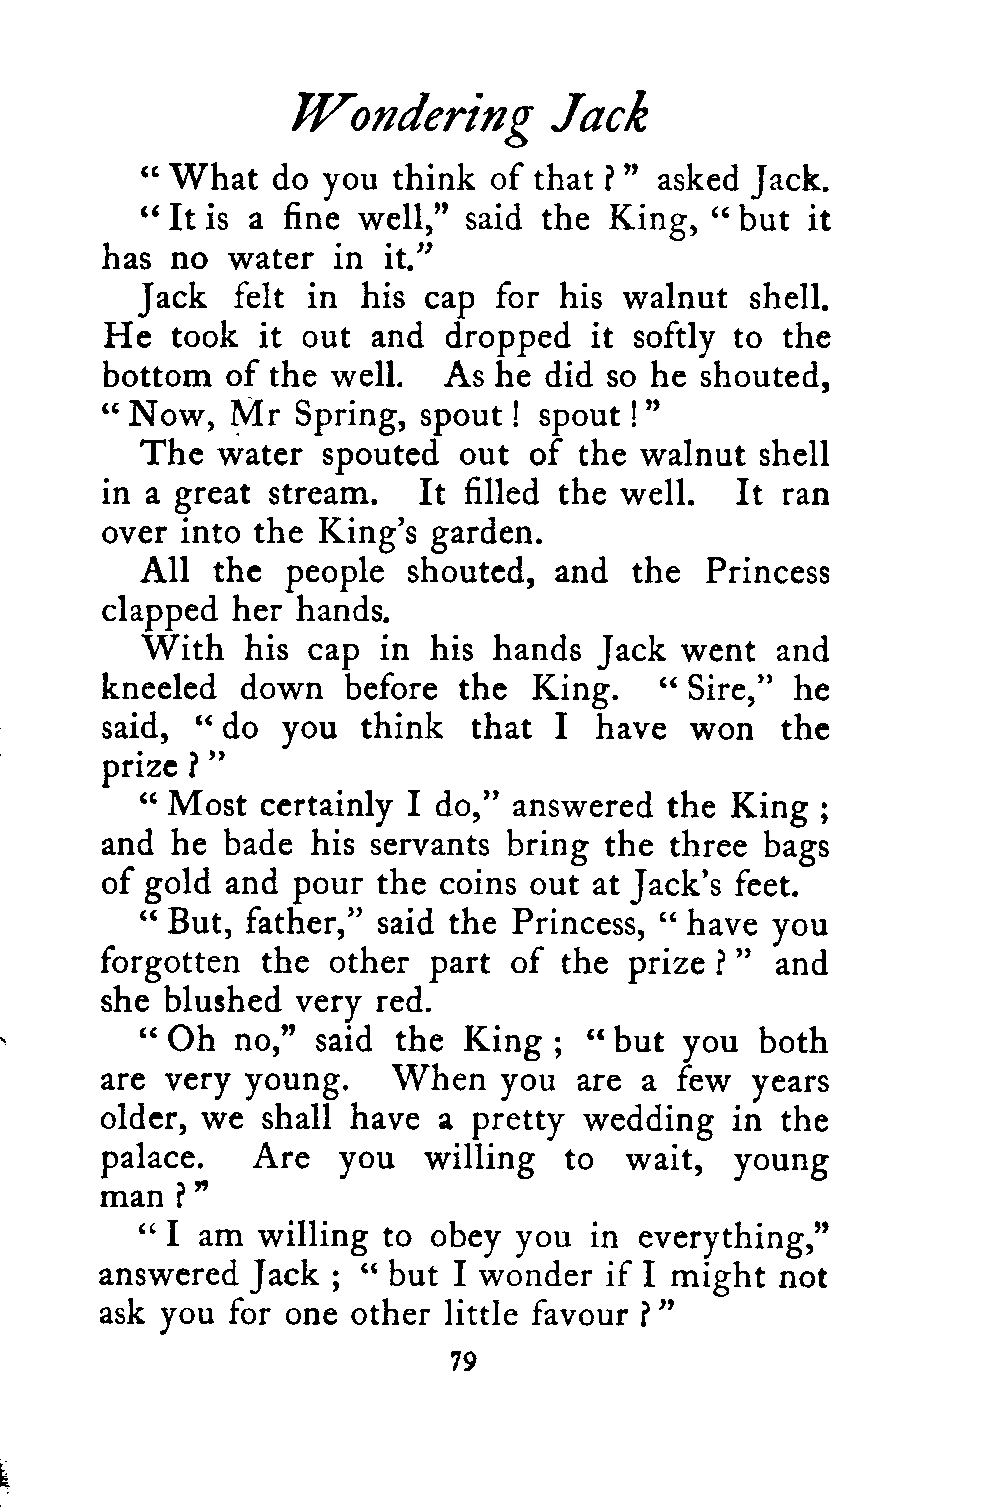 Wondering Jack
“ What do you think of that ? ” asked Jack.
“ It is a fine well,” said the King, “ but it
has no water in it.”
Jack felt in his cap for his walnut shell.
He took it out and dropped it softly to the
bottom of the well. As he did so he shouted,
“ Now, Mr Spring, spout ! spout ! ”
The water spouted out of the walnut shell
in a great stream. It filled the well. It ran
over into the King’s garden.
All the people shouted, and the Princess
clapped her hands.
With his cap in his hands Jack went and
kneeled down before the King. “ Sire,” he
said, “ do you think that I have won the
prize ? ”
“ Most certainly I do,” answered the King ;
and he bade his servants bring the three bags
of gold and pour the coins out at Jack’s feet.
“ But, father,” said the Princess, “ have you
forgotten the other part of the prize ? ” and
she blushed very red.
“ Oh no,” said the King ; “ but you both
are very young. When you are a few years
older, we shall have a pretty wedding in the
palace. Are you willing to wait, young
man ? ”
“ I am willing to obey you in everything,”
answered Jack ; “ but I wonder if I might not
ask you for one other little favour ? ”
79